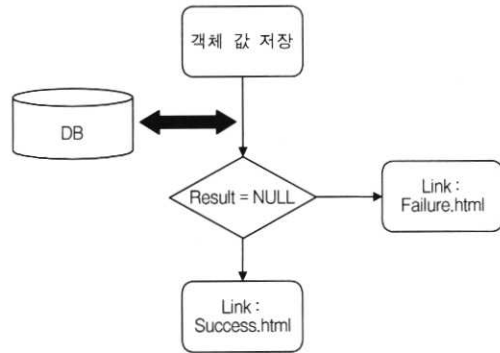 객체 값 저장
DB
Result = NULL
Link :
Failure.html
Link :
Success.html